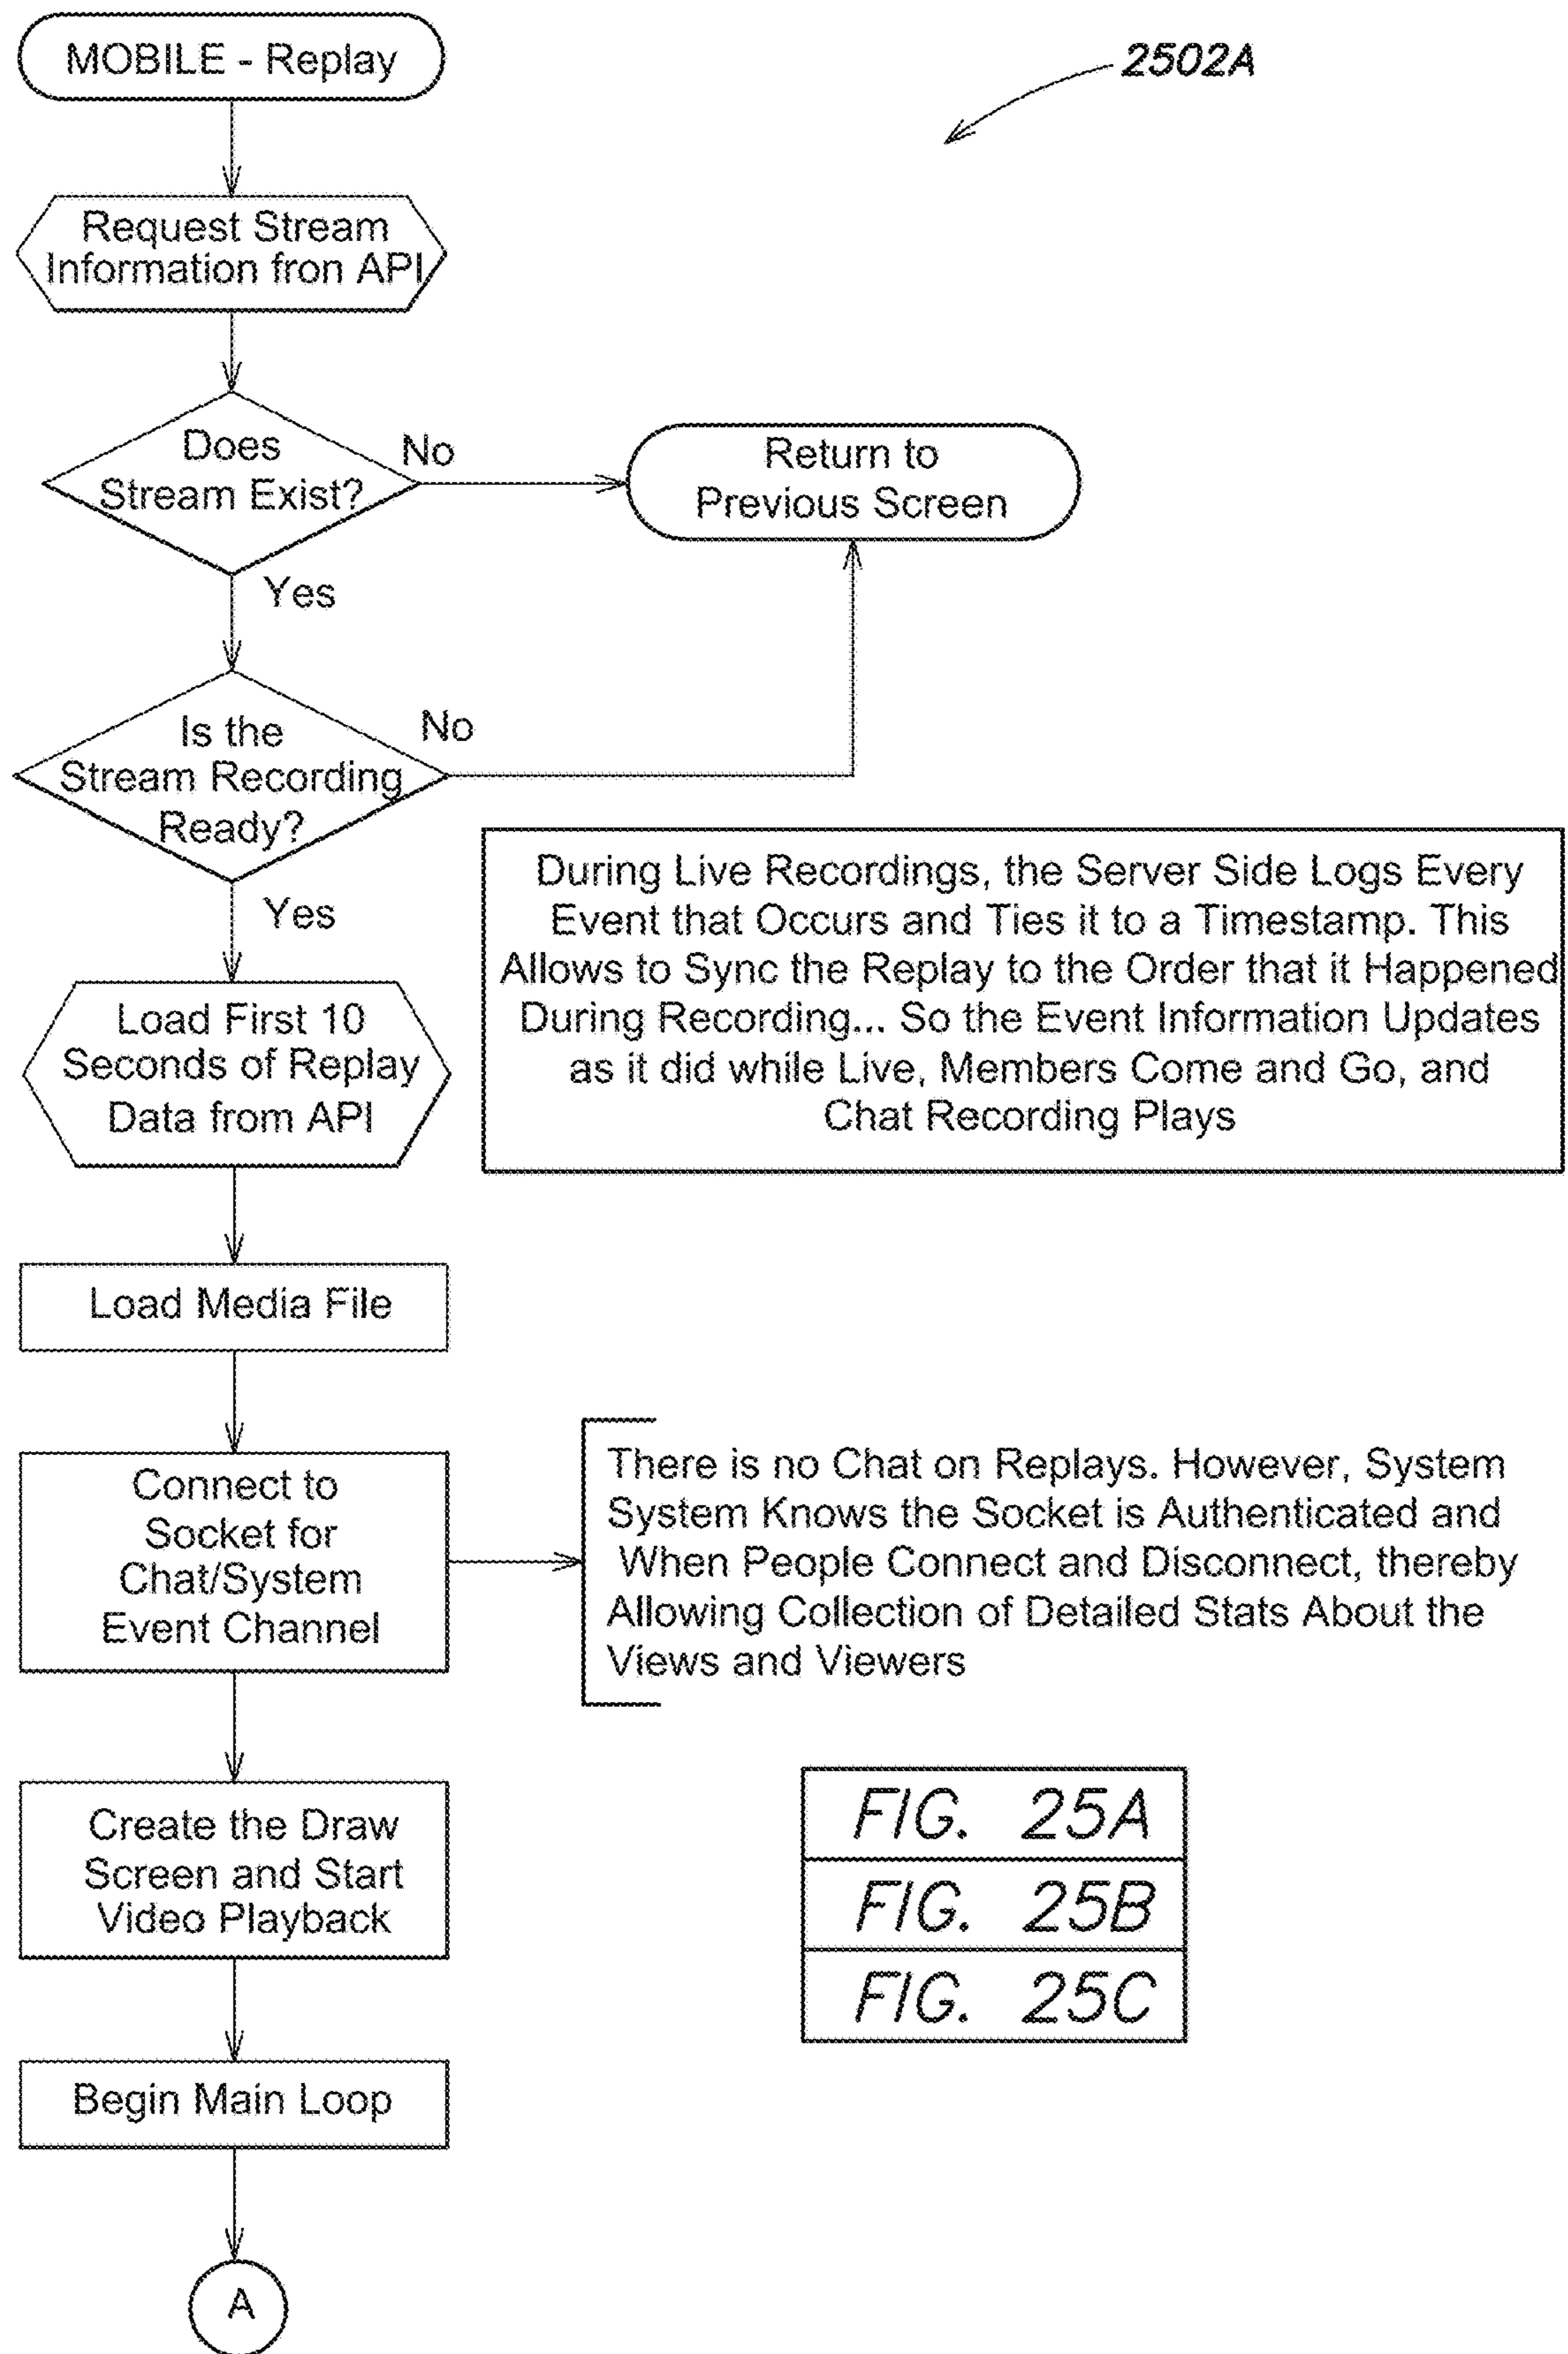 MOBILE - Replay
2502A
Request Stream
Information fron API
Does
Stream Exist?
No
Return to
Previous Screen
Yes
Is the
Stream Recording
Ready?
No
Yes
During Live Recordings, the Server Side Logs Every
Event that Occurs and Ties it to a Timestamp. This
Allows to Sync the Replay to the Order that it Happened
During Recording... So the Event Information Updates
as it did while Live, Members Come and Go, and
Chat Recording Plays
Load First 10
Seconds of Replay
Data from API
Load Media File
Connect to
Socket for
Chat/System
Event Channel
There is no Chat on Replays. However, System
System Knows the Socket is Authenticated and
When People Connect and Disconnect, thereby
Allowing Collection of Detailed Stats About the
Views and Viewers
Create the Draw
Screen and Start
Video Playback
FIG. 25A
FIG. 25B
FIG. 25C
Begin Main Loop
A